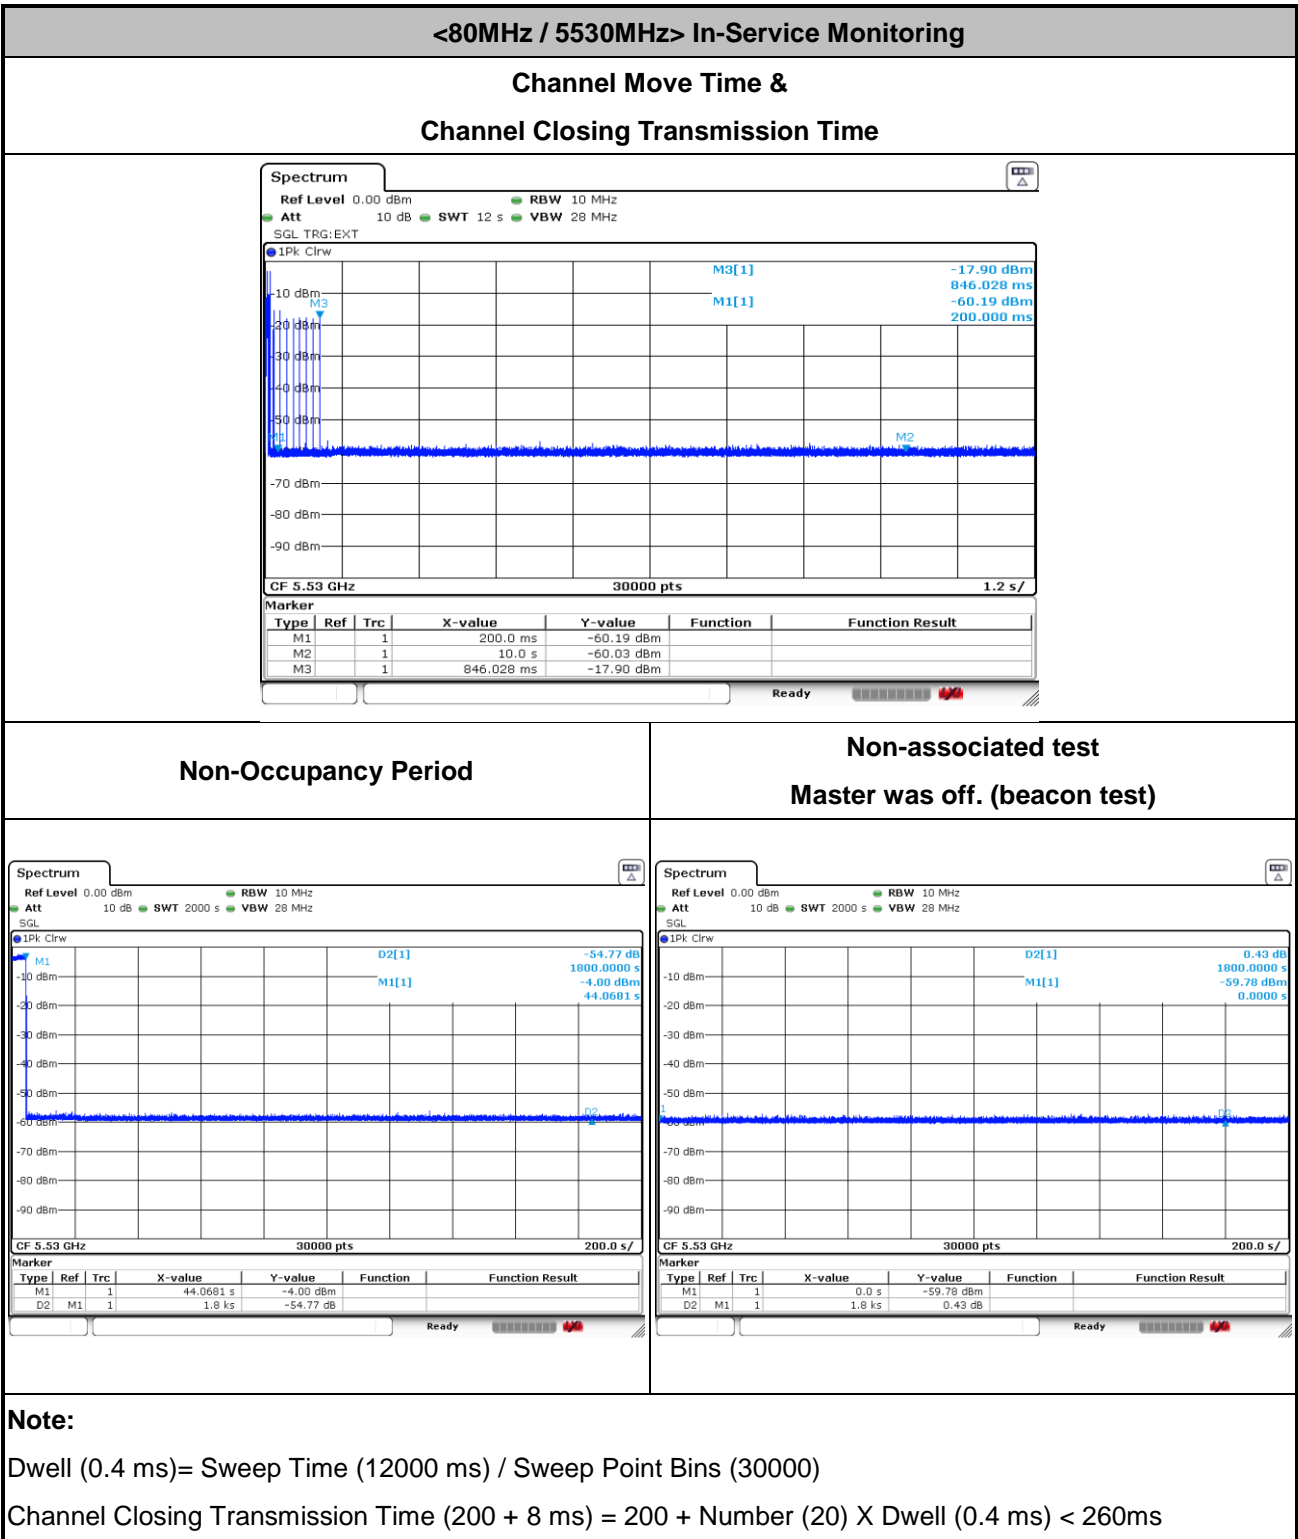 <80MHz / 5530MHz> In-Service Monitoring
Channel Move Time &
Channel Closing Transmission Time
Spectrum
Ref Level 0.00 dBm RBW 10 MHz
Att 10 dB SWT 12 s VBW 28 MHz
SGL TRG:EXT
1Pk Clrw
M3[1] -17.90 dBm
846.028 ms
M1[1] -60.19 dBm
200.000 ms
-10 dBm
M3
-20 dBm
-30 dBm
-40 dBm
-50 dBm
M1 M2
-70 dBm
-80 dBm
-90 dBm
CF 5.53 GHz 30000 pts 1.2 s/
Marker
Type Ref Trc X-value Y-value Function Function Result
M1 1 200.0 ms -60.19 dBm
M2 1 10.0 s -60.03 dBm
M3 1 846.028 ms -17.90 dBm
Ready
Non-Occupancy Period
Spectrum
Ref Level 0.00 dBm RBW 10 MHz
Att 10 dB SWT 2000 s VBW 28 MHz
SGL
1Pk Clrw
D2[1] -54.77 dB
1800.0000 s
M1[1] -4.00 dBm
44.0681 s
M1
-10 dBm
-20 dBm
-30 dBm
-40 dBm
-50 dBm
D2
-60 dBm
-70 dBm
-80 dBm
-90 dBm
CF 5.53 GHz 30000 pts 200.0 s/
Marker
Type Ref Trc X-value Y-value Function Function Result
M1 1 44.0681 s -4.00 dBm
D2 M1 1 1.8 ks -54.77 dB
Ready
Non-associated test
Master was off. (beacon test)
Spectrum
Ref Level 0.00 dBm RBW 10 MHz
Att 10 dB SWT 2000 s VBW 28 MHz
SGL
1Pk Clrw
D2[1] 0.43 dB
1800.0000 s
M1[1] -59.78 dBm
0.0000 s
-10 dBm
-20 dBm
-30 dBm
-40 dBm
-50 dBm
1 D2
-60 dBm
-70 dBm
-80 dBm
-90 dBm
CF 5.53 GHz 30000 pts 200.0 s/
Marker
Type Ref Trc X-value Y-value Function Function Result
M1 1 0.0 s -59.78 dBm
D2 M1 1 1.8 ks 0.43 dB
Ready
Note:
Dwell (0.4 ms)= Sweep Time (12000 ms) / Sweep Point Bins (30000)
Channel Closing Transmission Time (200 + 8 ms) = 200 + Number (20) X Dwell (0.4 ms) < 260ms